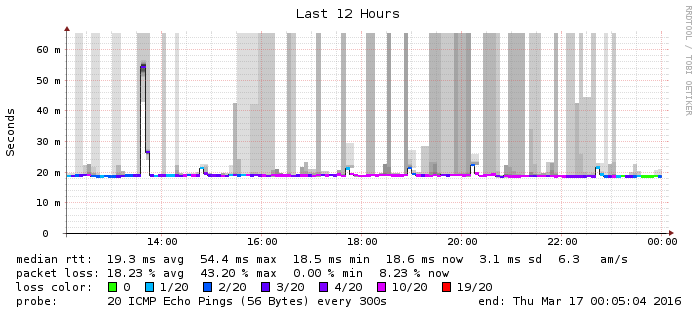 Last 12 Hours
RRDTOOL / TOBI OETIKER
Seconds
60 m
50 m
40 m
30 m
20 m
10 m
0
14:00 16:00 18:00 20:00 22:00 00:00
median rtt: 19.3 ms avg 54.4 ms max 18.5 ms min 18.6 ms now 3.1 ms sd 6.3 am/s
packet loss: 18.23 % avg 43.20 % max 0.00 % min 8.23 % now
loss color: 0 1/20 2/20 3/20 4/20 10/20 19/20
probe: 20 ICMP Echo Pings (56 Bytes) every 300s end: Thu Mar 17 00:05:04 2016